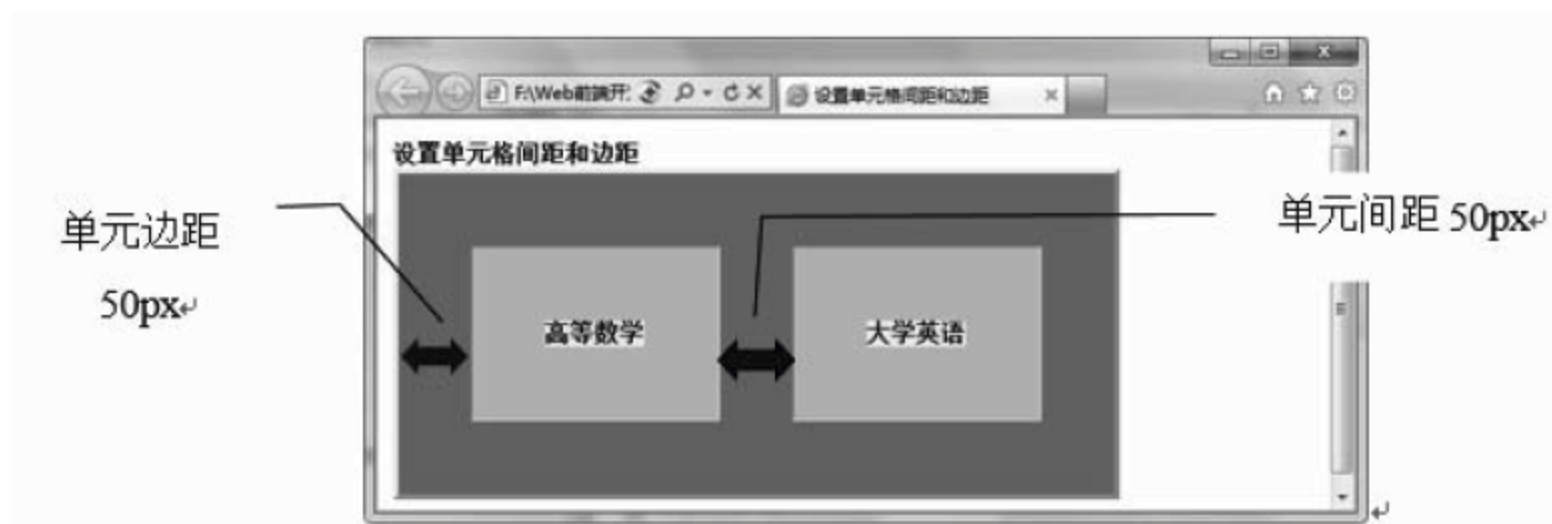 F:\Web前端开
设置单元格间距和边距
设置单元格间距和边距
单元边距
50px
单元间距 50px
高等数学
大学英语